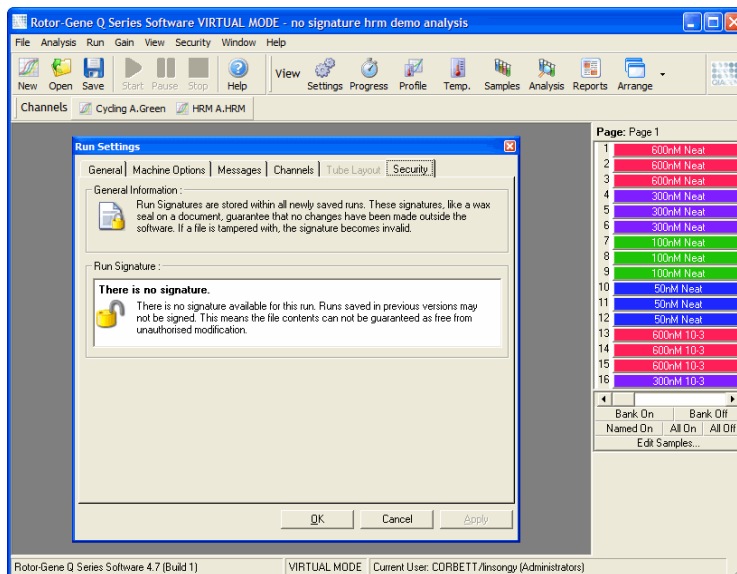 Rotor-Gene Q Series Software VIRTUAL MODE - no signature hrm demo analysis
File Analysis Run Gain View Security Window Help
New Open Save Start Pause Stop Help View Settings Progress Profile Temp. Samples Analysis Reports Arrange
Channels Cycling A.Green HRM A.HRM
Page: Page 1
Run Settings
General Machine Options Messages Channels Tube Layout Security
General Information :
Run Signatures are stored within all newly saved runs. These signatures, like a wax
seal on a document, guarantee that no changes have been made outside the
software. If a file is tampered with, the signature becomes invalid.
Run Signature :
There is no signature.
There is no signature available for this run. Runs saved in previous versions may
not be signed. This means the file contents can not be guaranteed as free from
unauthorised modification.
OK Cancel Apply
1 600nM Neat
2 600nM Neat
3 600nM Neat
4 300nM Neat
5 300nM Neat
6 300nM Neat
7 100nM Neat
8 100nM Neat
9 100nM Neat
10 50nM Neat
11 50nM Neat
12 50nM Neat
13 600nM 10-3
14 600nM 10-3
15 600nM 10-3
16 300nM 10-3
Bank On Bank Off
Named On All On All Off
Edit Samples...
Rotor-Gene Q Series Software 4.7 (Build 1) VIRTUAL MODE Current User: CORBETT/linsongy (Administrators)